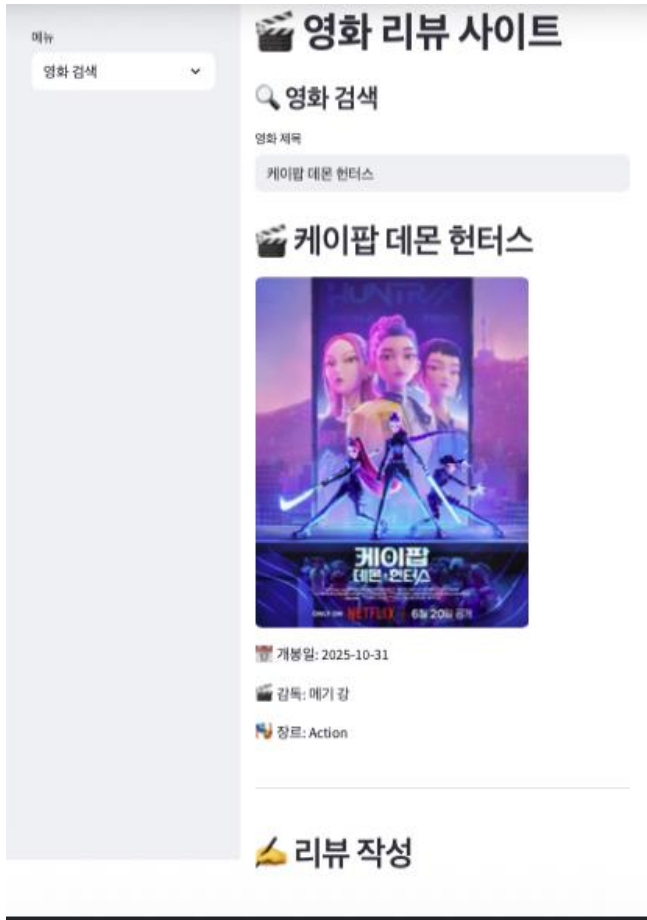 메뉴
영화 검색
🎬 영화 리뷰 사이트
🔍 영화 검색
영화 제목
케이팝 데몬 헌터스
🎬 케이팝 데몬 헌터스
HUNTR/X
케이팝
데몬 헌터스
ONLY ON NETFLIX 6월 20일 공개
📅 개봉일: 2025-10-31
🎬 감독: 메기 강
🎭 장르: Action
✍️ 리뷰 작성